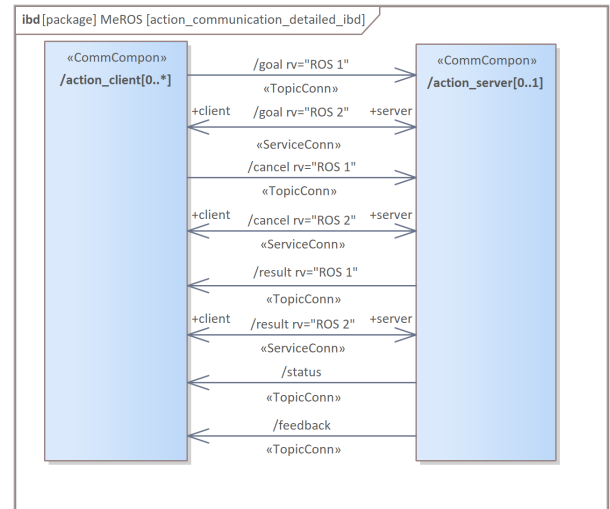 ibd [package] MeROS [action_communication_detailed_ibd]
«CommCompon»
/action_client[0..*]
«CommCompon»
/action_server[0..1]
/goal rv="ROS 1"
«TopicConn»
+client /goal rv="ROS 2" +server
«ServiceConn»
/cancel rv="ROS 1"
«TopicConn»
+client /cancel rv="ROS 2" +server
«ServiceConn»
/result rv="ROS 1"
«TopicConn»
+client /result rv="ROS 2" +server
«ServiceConn»
/status
«TopicConn»
/feedback
«TopicConn»